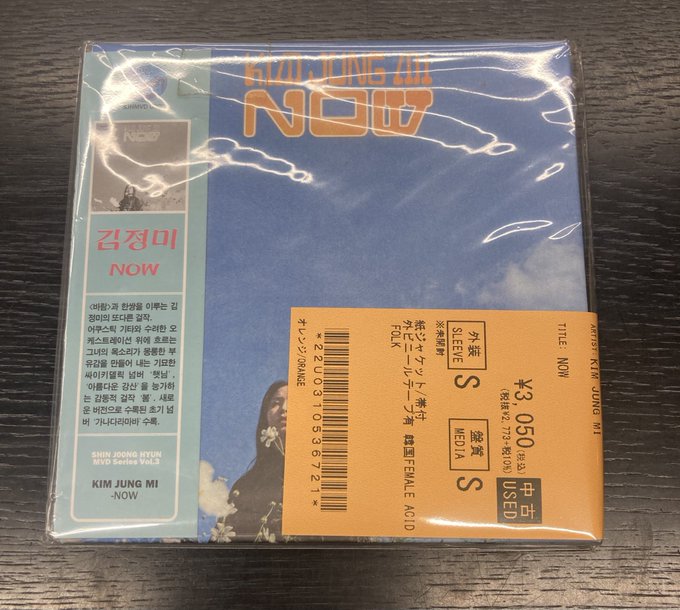 KIM JUNG MI
NOW
NOW
김정미
NOW
<바람>과 한쌍을 이루는 김
정미의 또다른 걸작.
어쿠스틱 기타와 수려한 오
케스트레이션 위에 흐르는
그녀의 목소리가 몽롱한 부
유감을 만들어 내는 기묘한
싸이키델릭 넘버 '햇님',
'아름다운 강산'을 능가하
는 감동적 걸작 '봄', 새로
운 버전으로 수록된 초기 넘
버 '가나다라마바' 수록.
SHIN JOONG HYUN
MVD Series Vol.3
KIM JUNG MI
-NOW
ARTIST: KIM JUNG MI
TITLE: NOW
¥3,050(税込)
(税抜¥2,773+税10%)
中古
USED
外装
SLEEVE
S
盤質
MEDIA
S
※未開封
紙ジャケット/帯付
外ビニールテープ有 韓国FEMALE ACID
FOLK
*22U0310536721*
オレンジ/ORANGE